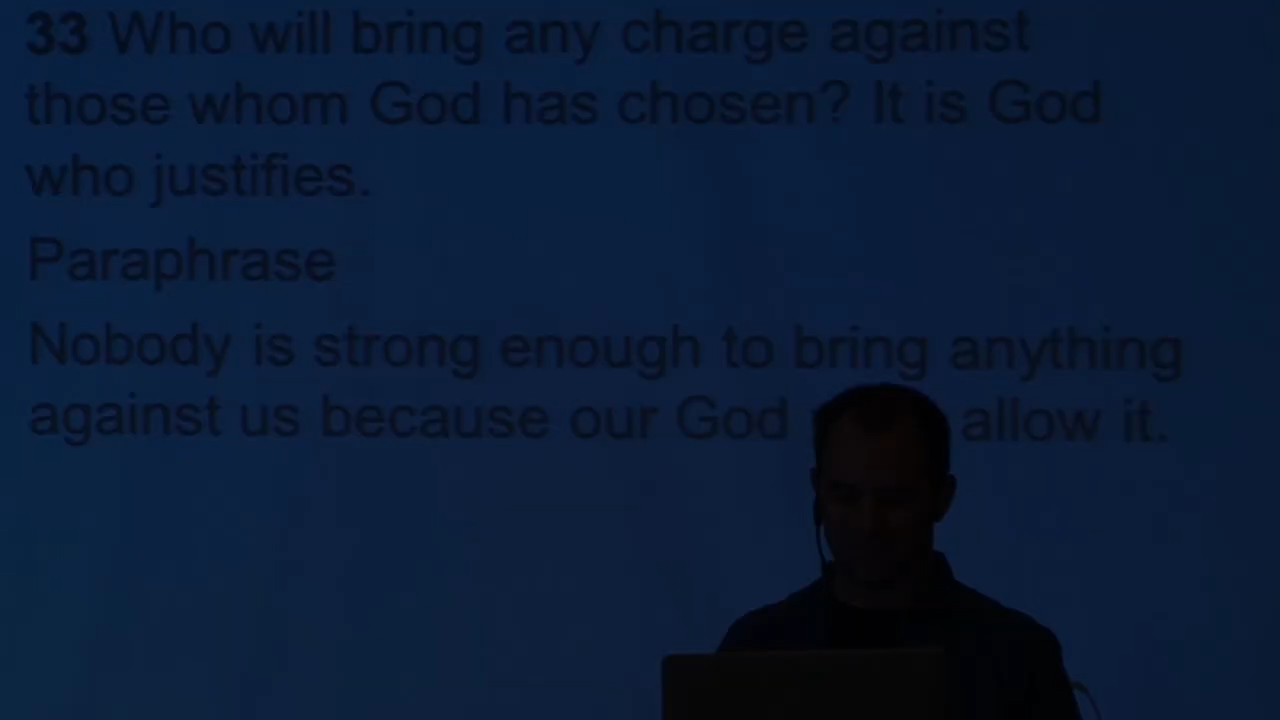 33 Who will bring any charge against
those whom God has chosen? It is God
who justifies.
Paraphrase
Nobody is strong enough to bring anything
against us because our God allow it.